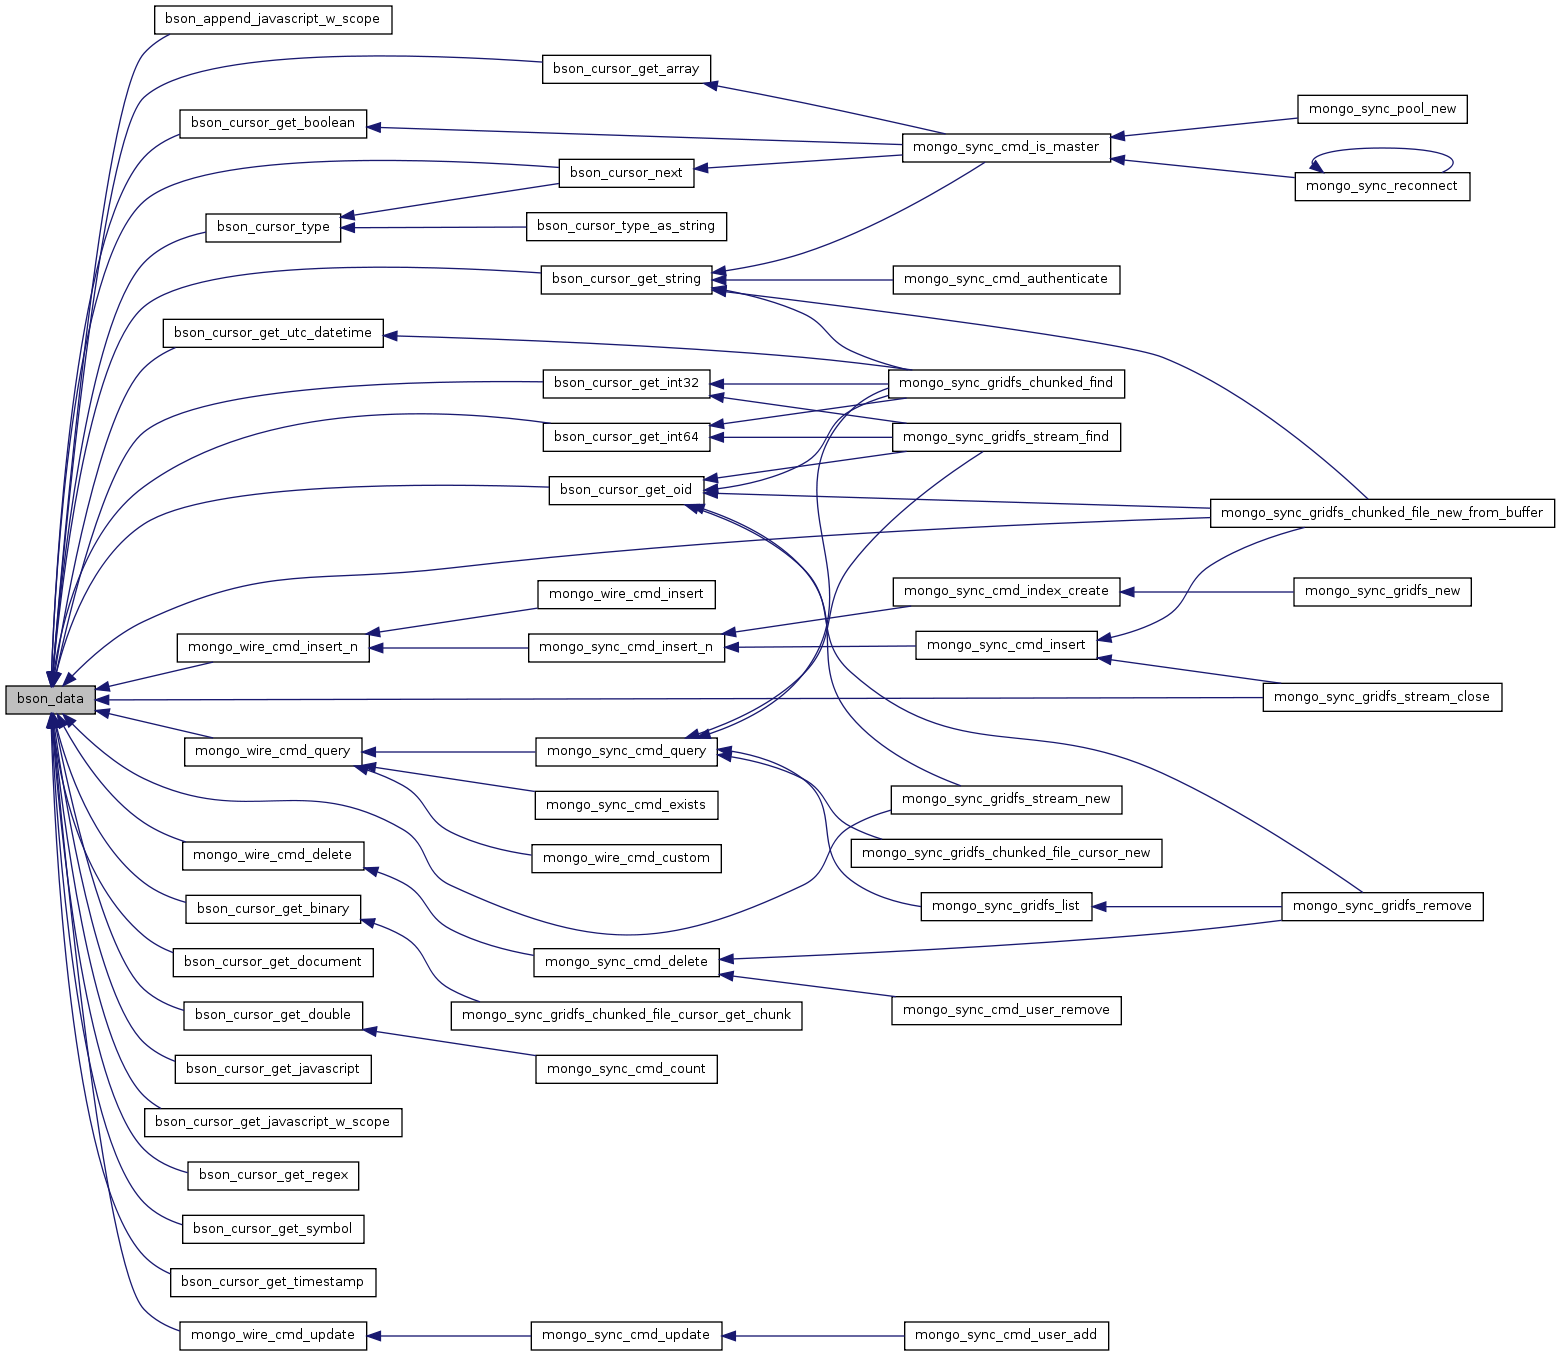 bson_append_javascript_w_scope
bson_cursor_get_array
mongo_sync_pool_new
bson_cursor_get_boolean
mongo_sync_cmd_is_master
bson_cursor_next
mongo_sync_reconnect
bson_cursor_type
bson_cursor_type_as_string
bson_cursor_get_string
mongo_sync_cmd_authenticate
bson_cursor_get_utc_datetime
bson_cursor_get_int32
mongo_sync_gridfs_chunked_find
bson_cursor_get_int64
mongo_sync_gridfs_stream_find
bson_cursor_get_oid
mongo_sync_gridfs_chunked_file_new_from_buffer
mongo_wire_cmd_insert
mongo_sync_cmd_index_create
mongo_sync_gridfs_new
mongo_wire_cmd_insert_n
mongo_sync_cmd_insert_n
mongo_sync_cmd_insert
bson_data
mongo_sync_gridfs_stream_close
mongo_wire_cmd_query
mongo_sync_cmd_query
mongo_sync_cmd_exists
mongo_sync_gridfs_stream_new
mongo_wire_cmd_delete
mongo_wire_cmd_custom
mongo_sync_gridfs_chunked_file_cursor_new
bson_cursor_get_binary
mongo_sync_gridfs_list
mongo_sync_gridfs_remove
bson_cursor_get_document
mongo_sync_cmd_delete
bson_cursor_get_double
mongo_sync_gridfs_chunked_file_cursor_get_chunk
mongo_sync_cmd_user_remove
bson_cursor_get_javascript
mongo_sync_cmd_count
bson_cursor_get_javascript_w_scope
bson_cursor_get_regex
bson_cursor_get_symbol
bson_cursor_get_timestamp
mongo_wire_cmd_update
mongo_sync_cmd_update
mongo_sync_cmd_user_add